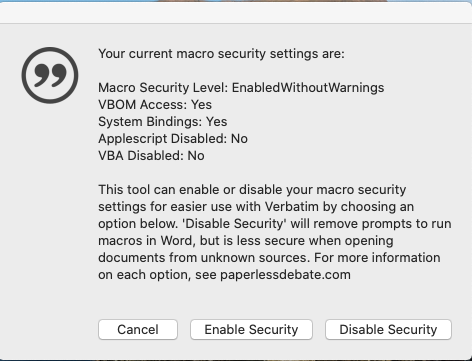 Your current macro security settings are:
Macro Security Level: EnabledWithoutWarnings
VBOM Access: Yes
System Bindings: Yes
Applescript Disabled: No
VBA Disabled: No
This tool can enable or disable your macro security
settings for easier use with Verbatim by choosing an
option below. 'Disable Security' will remove prompts to run
macros in Word, but is less secure when opening
documents from unknown sources. For more information
on each option, see paperlessdebate.com
Cancel Enable Security Disable Security